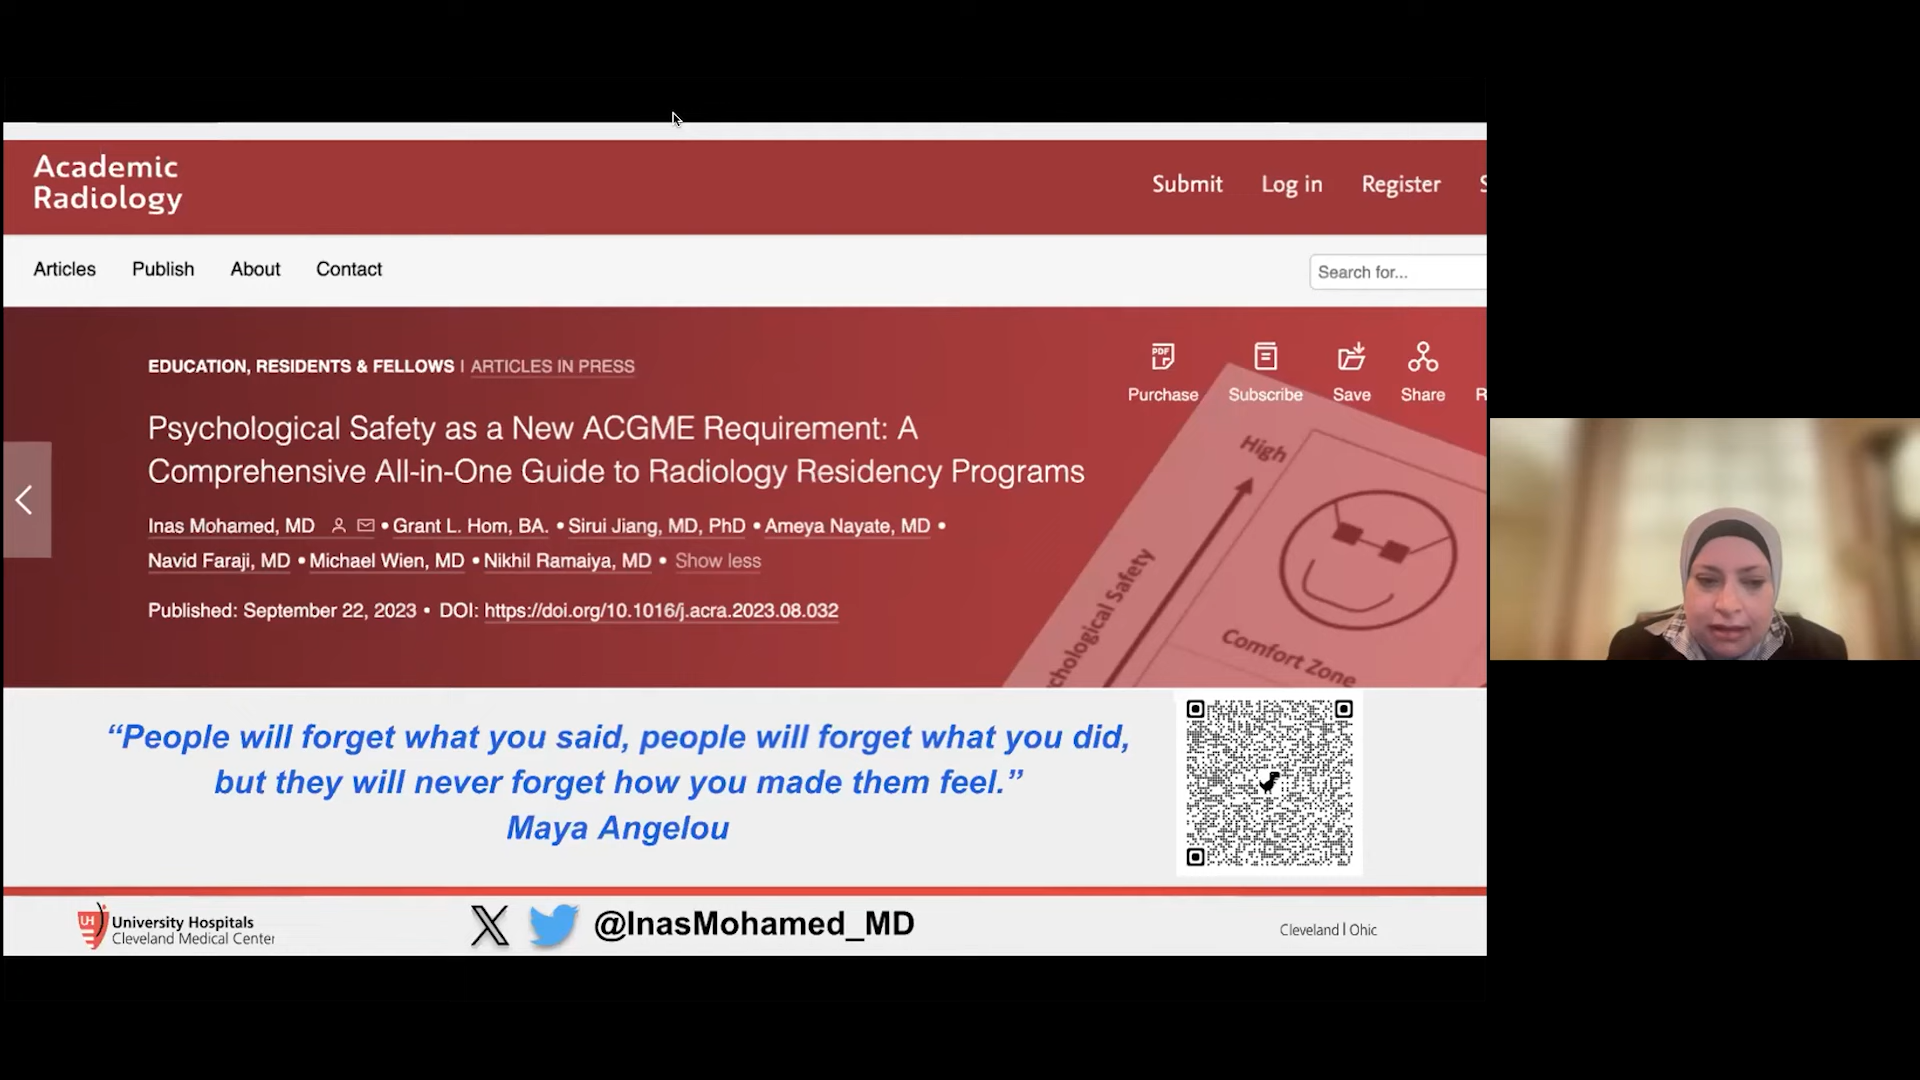 Academic
Radiology
Submit Log in Register
Articles Publish About Contact
Search for...
EDUCATION, RESIDENTS & FELLOWS | ARTICLES IN PRESS
PDF
Purchase Subscribe Save Share
Psychological Safety as a New ACGME Requirement: A
Comprehensive All-in-One Guide to Radiology Residency Programs
Inas Mohamed, MD • Grant L. Hom, BA. • Sirui Jiang, MD, PhD • Ameya Nayate, MD •
Navid Faraji, MD • Michael Wien, MD • Nikhil Ramaiya, MD • Show less
Published: September 22, 2023 • DOI: https://doi.org/10.1016/j.acra.2023.08.032
High
chological Safety
Comfort Zone
“People will forget what you said, people will forget what you did,
but they will never forget how you made them feel.”
Maya Angelou
UH University Hospitals
Cleveland Medical Center
@InasMohamed_MD
Cleveland | Ohio